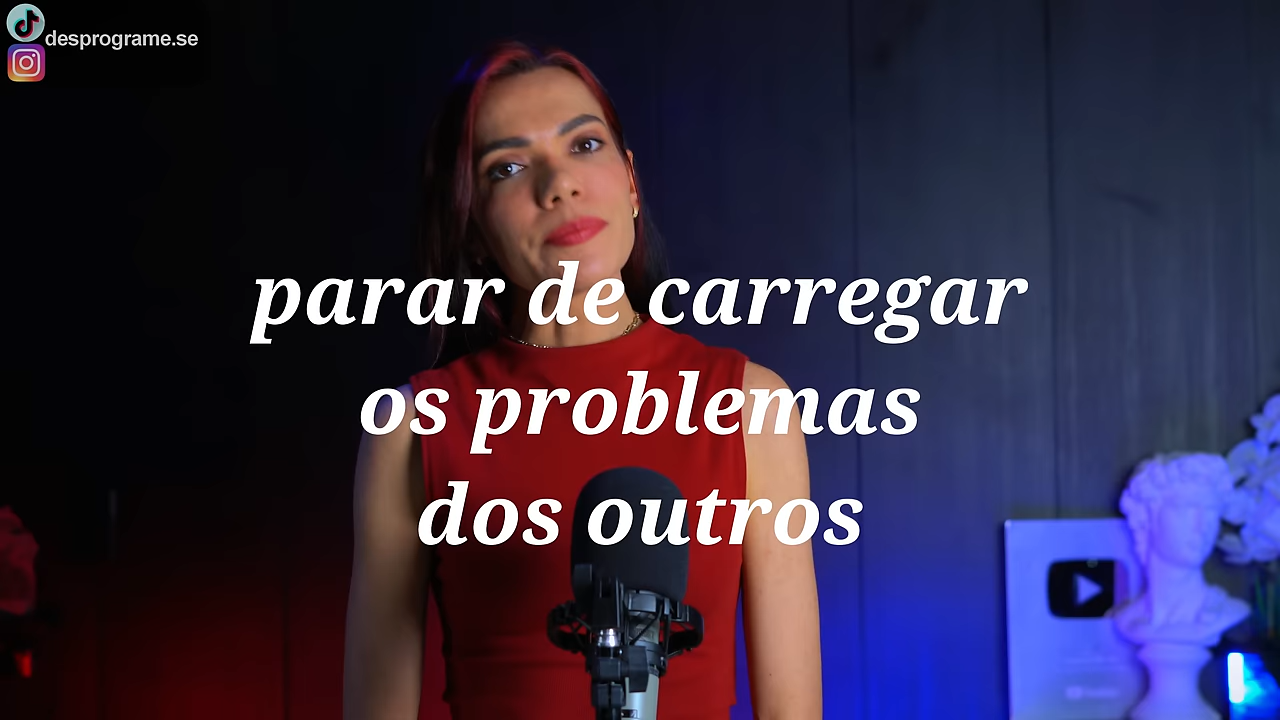 desprograme.se
parar de carregar
os problemas
dos outros